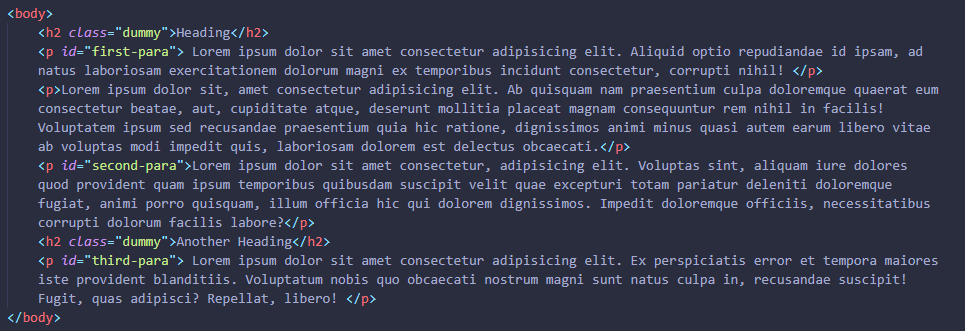 <body>
<h2 class="dummy">Heading</h2>
<p id="first-para"> Lorem ipsum dolor sit amet consectetur adipisicing elit. Aliquid optio repudiandae id ipsam, ad
natus laboriosam exercitationem dolorum magni ex temporibus incidunt consectetur, corrupti nihil! </p>
<p>Lorem ipsum dolor sit, amet consectetur adipisicing elit. Ab quisquam nam praesentium culpa doloremque quaerat eum
consectetur beatae, aut, cupiditate atque, deserunt mollitia placeat magnam consequuntur rem nihil in facilis!
Voluptatem ipsum sed recusandae praesentium quia hic ratione, dignissimos animi minus quasi autem earum libero vitae
ab voluptas modi impedit quis, laboriosam dolorem est delectus obcaecati.</p>
<p id="second-para">Lorem ipsum dolor sit amet consectetur, adipisicing elit. Voluptas sint, aliquam iure dolores
quod provident quam ipsum temporibus quibusdam suscipit velit quae excepturi totam pariatur deleniti doloremque
fugiat, animi porro quisquam, illum officia hic qui dolorem dignissimos. Impedit doloremque officiis, necessitatibus
corrupti dolorum facilis labore?</p>
<h2 class="dummy">Another Heading</h2>
<p id="third-para"> Lorem ipsum dolor sit amet consectetur adipisicing elit. Ex perspiciatis error et tempora maiores
iste provident blanditiis. Voluptatum nobis quo obcaecati nostrum magni sunt natus culpa in, recusandae suscipit!
Fugit, quas adipisci? Repellat, libero! </p>
</body>